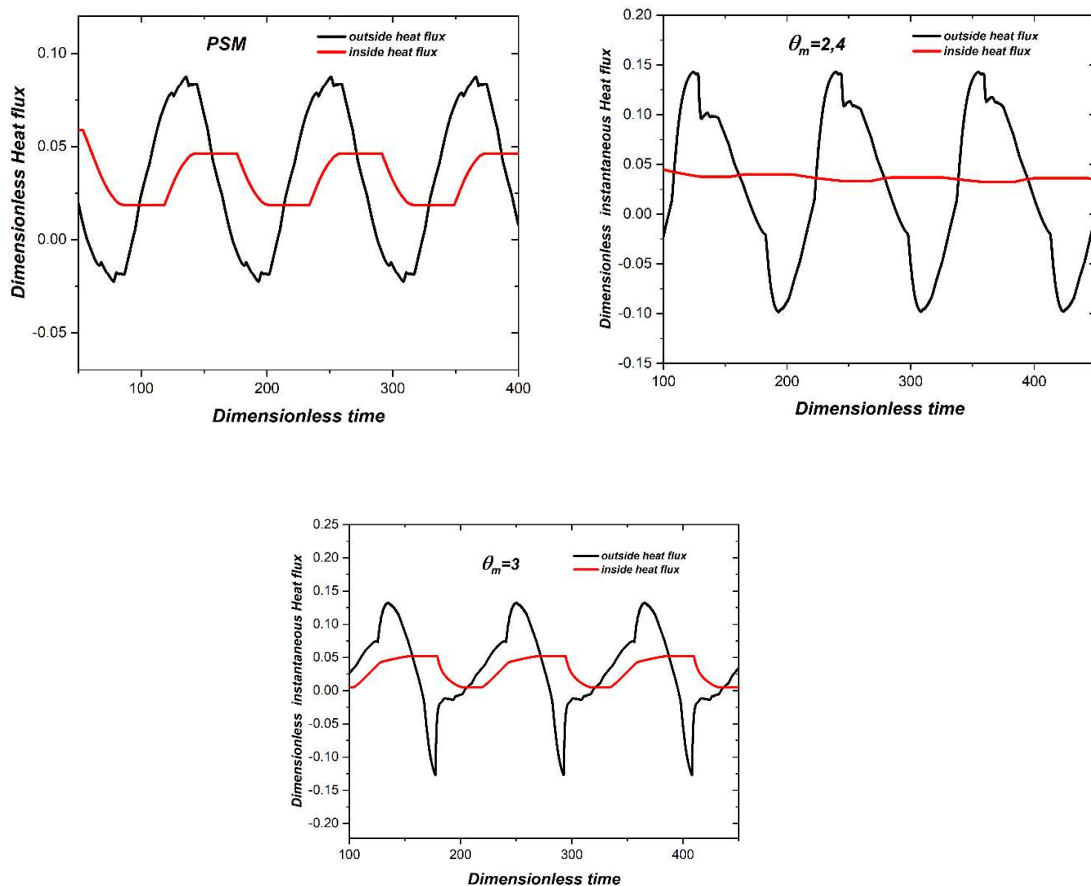 PSM
outside heat flux
inside heat flux
Dimensionless Heat flux
0.10
0.05
0.00
-0.05
100 200 300 400
Dimensionless time
θm=2,4
outside heat flux
inside heat flux
Dimensionless instantaneous Heat flux
0.20
0.15
0.10
0.05
0.00
-0.05
-0.10
-0.15
100 200 300 400
Dimensionless time
θm=3
outside heat flux
inside heat flux
Dimensionless instantaneous Heat flux
0.25
0.20
0.15
0.10
0.05
0.00
-0.05
-0.10
-0.15
-0.20
100 200 300 400
Dimensionless time